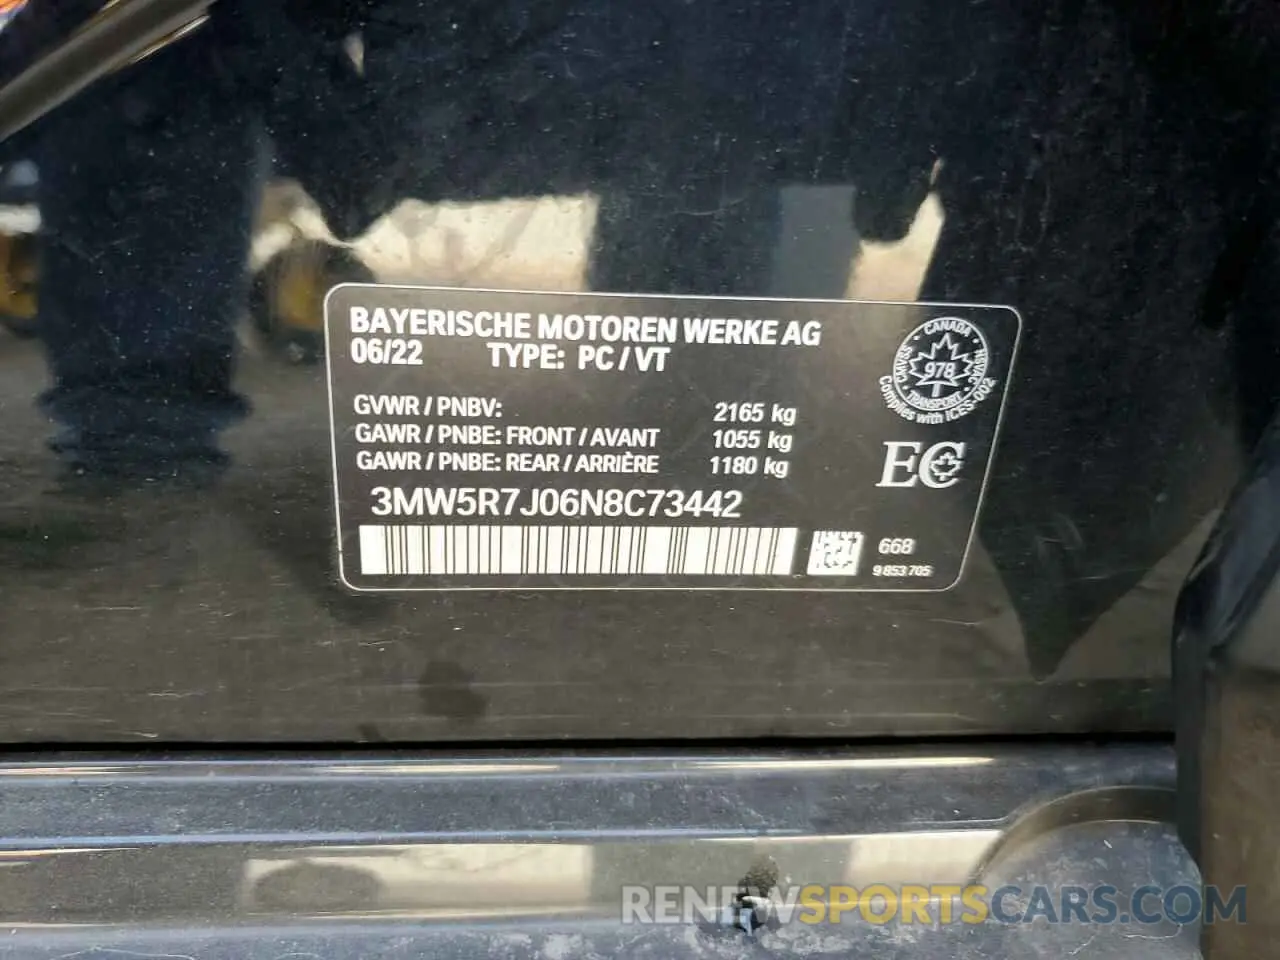 BAYERISCHE MOTOREN WERKE AG
06/22 TYPE: PC / VT
GVWR / PNBV: 2165 kg
GAWR / PNBE: FRONT / AVANT 1055 kg
GAWR / PNBE: REAR / ARRIÈRE 1180 kg
3MW5R7J06N8C73442
CANADA
CMVSS 978 NSVAC
TRANSPORT
Complies with ICES-002
EC
668
9 853 705
RENEWSPORTSCARS.COM